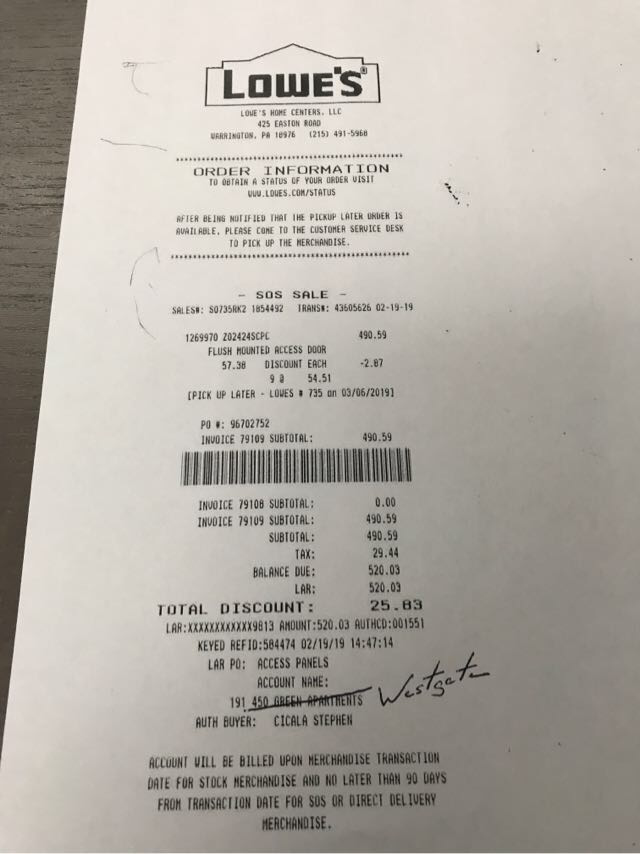 LOWE'S®
LOWE'S HOME CENTERS, LLC
425 EASTON ROAD
WARRINGTON, PA 18976 (215) 491-5968
ORDER INFORMATION
TO OBTAIN A STATUS OF YOUR ORDER VISIT
WWW.LOWES.COM/STATUS
AFTER BEING NOTIFIED THAT THE PICKUP LATER ORDER IS
AVAILABLE, PLEASE COME TO THE CUSTOMER SERVICE DESK
TO PICK UP THE MERCHANDISE.
- SOS SALE -
SALES#: S0735RK2 1854492 TRANS#: 43605626 02-19-19
1269970 Z02424SCPC 490.59
FLUSH MOUNTED ACCESS DOOR
57.38 DISCOUNT EACH -2.87
9 @ 54.51
[PICK UP LATER - LOWES # 735 on 03/06/2019]
PO #: 96702752
INVOICE 79109 SUBTOTAL: 490.59
INVOICE 79108 SUBTOTAL: 0.00
INVOICE 79109 SUBTOTAL: 490.59
SUBTOTAL: 490.59
TAX: 29.44
BALANCE DUE: 520.03
LAR: 520.03
TOTAL DISCOUNT: 25.83
LAR:XXXXXXXXXXXX9813 AMOUNT:520.03 AUTHCD:001551
KEYED REFID:584474 02/19/19 14:47:14
LAR PO: ACCESS PANELS
ACCOUNT NAME:
191 450 GREEN APARTMENTS Westgate
AUTH BUYER: CICALA STEPHEN
ACCOUNT WILL BE BILLED UPON MERCHANDISE TRANSACTION
DATE FOR STOCK MERCHANDISE AND NO LATER THAN 90 DAYS
FROM TRANSACTION DATE FOR SOS OR DIRECT DELIVERY
MERCHANDISE.